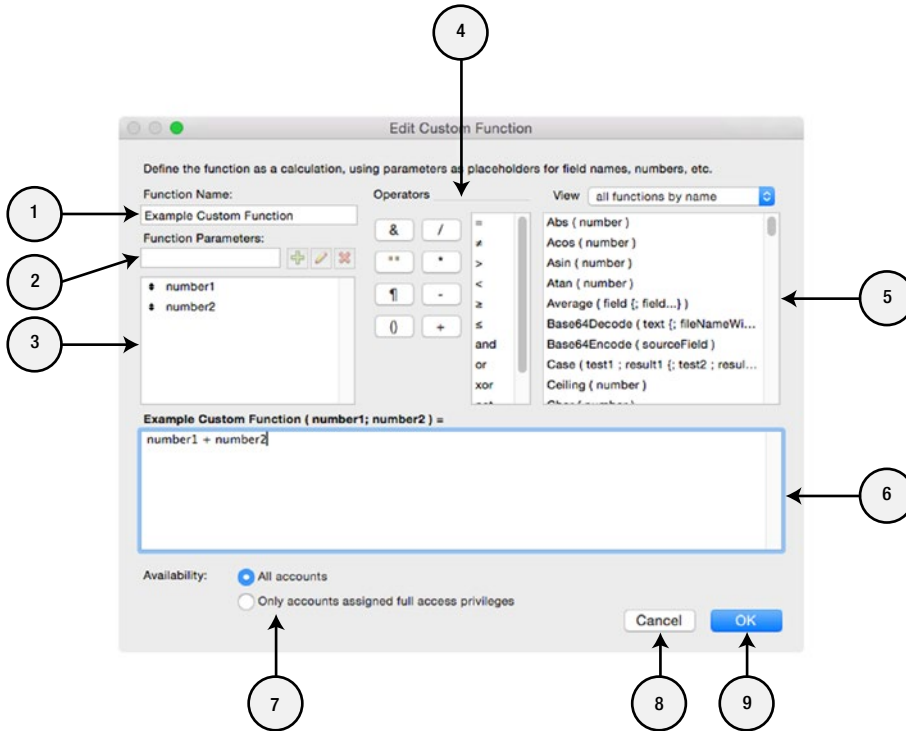 4
Edit Custom Function
Define the function as a calculation, using parameters as placeholders for field names, numbers, etc.
Function Name:
Operators
View all functions by name
1
Example Custom Function
Function Parameters:
2
number1
number2
3
& /
"" *
¶ -
() +
=
≠
>
<
≥
≤
and
or
xor
Abs ( number )
Acos ( number )
Asin ( number )
Atan ( number )
Average ( field {; field...} )
Base64Decode ( text {; fileNameWi...
Base64Encode ( sourceField )
Case ( test1 ; result1 {; test2 ; resul...
Ceiling ( number )
5
Example Custom Function ( number1; number2 ) =
number1 + number2
6
Availability:
All accounts
Only accounts assigned full access privileges
Cancel
OK
7
8
9